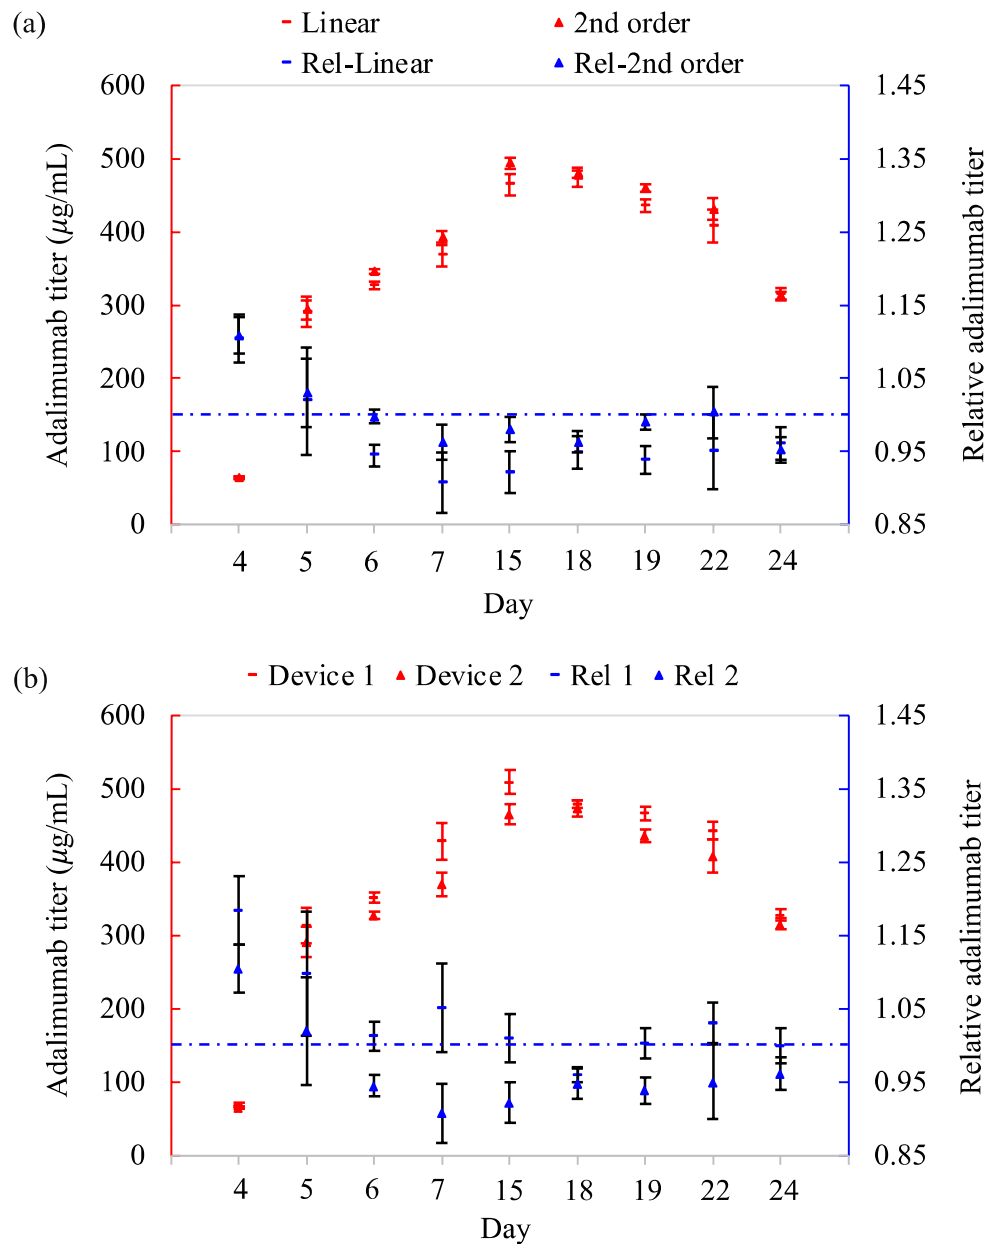 (a)
Linear 2nd order
Rel-Linear Rel-2nd order
600 1.45
500 1.35
400 1.25
300 1.15
200 1.05
100 0.95
0 0.85
Adalimumab titer (µg/mL)
Relative adalimumab titer
4 5 6 7 15 18 19 22 24
Day
(b)
Device 1 Device 2 Rel 1 Rel 2
600 1.45
500 1.35
400 1.25
300 1.15
200 1.05
100 0.95
0 0.85
Adalimumab titer (µg/mL)
Relative adalimumab titer
4 5 6 7 15 18 19 22 24
Day